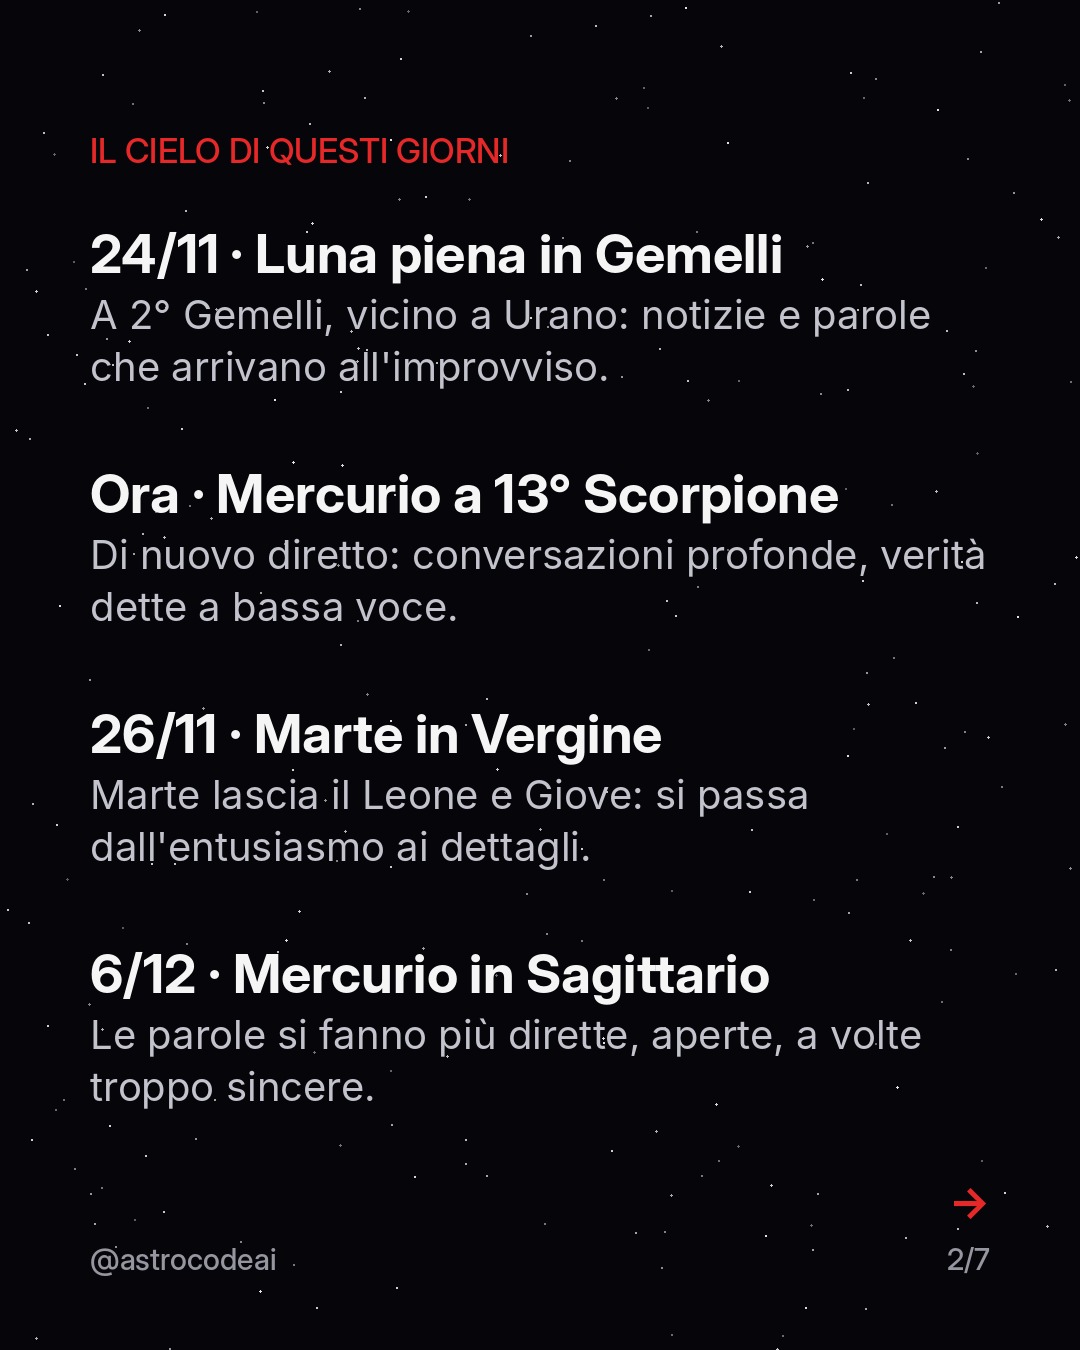 IL CIELO DI QUESTI GIORNI
24/11 · Luna piena in Gemelli
A 2° Gemelli, vicino a Urano: notizie e parole
che arrivano all'improvviso.
Ora · Mercurio a 13° Scorpione
Di nuovo diretto: conversazioni profonde, verità
dette a bassa voce.
26/11 · Marte in Vergine
Marte lascia il Leone e Giove: si passa
dall'entusiasmo ai dettagli.
6/12 · Mercurio in Sagittario
Le parole si fanno più dirette, aperte, a volte
troppo sincere.
→
@astrocodeai
2/7